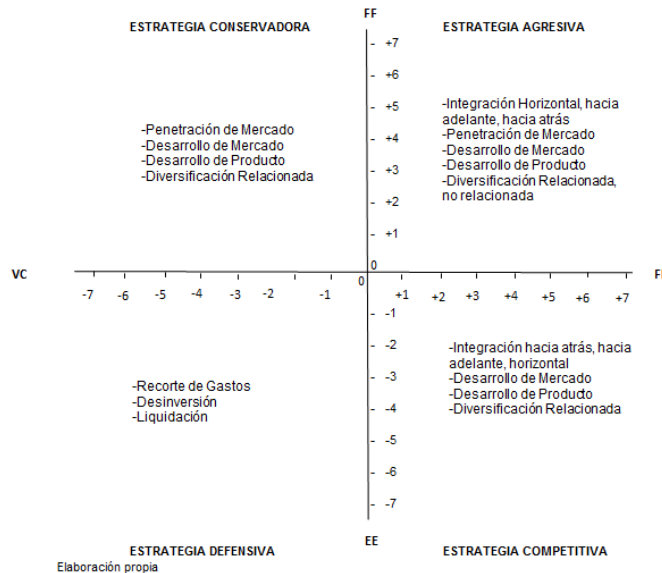 FF
ESTRATEGIA CONSERVADORA
ESTRATEGIA AGRESIVA
+7
+6
+5
+4
+3
+2
+1
0
-Penetración de Mercado
-Desarrollo de Mercado
-Desarrollo de Producto
-Diversificación Relacionada
-Integración Horizontal, hacia
adelante, hacia atrás
-Penetración de Mercado
-Desarrollo de Mercado
-Desarrollo de Producto
-Diversificación Relacionada,
no relacionada
VC
-7 -6 -5 -4 -3 -2 -1 0 +1 +2 +3 +4 +5 +6 +7
-1
-2
-3
-4
-5
-6
-7
-Recorte de Gastos
-Desinversión
-Liquidación
-Integración hacia atrás, hacia
adelante, horizontal
-Desarrollo de Mercado
-Desarrollo de Producto
-Diversificación Relacionada
EE
ESTRATEGIA DEFENSIVA
ESTRATEGIA COMPETITIVA
Elaboración propia